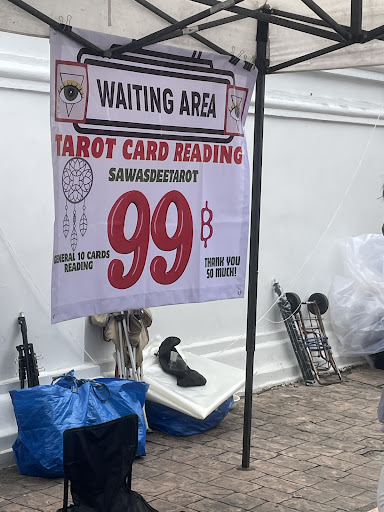 WAITING AREA
TAROT CARD READING
SAWASDEETAROT
99฿
GENERAL 10 CARDS
READING
THANK YOU
SO MUCH!